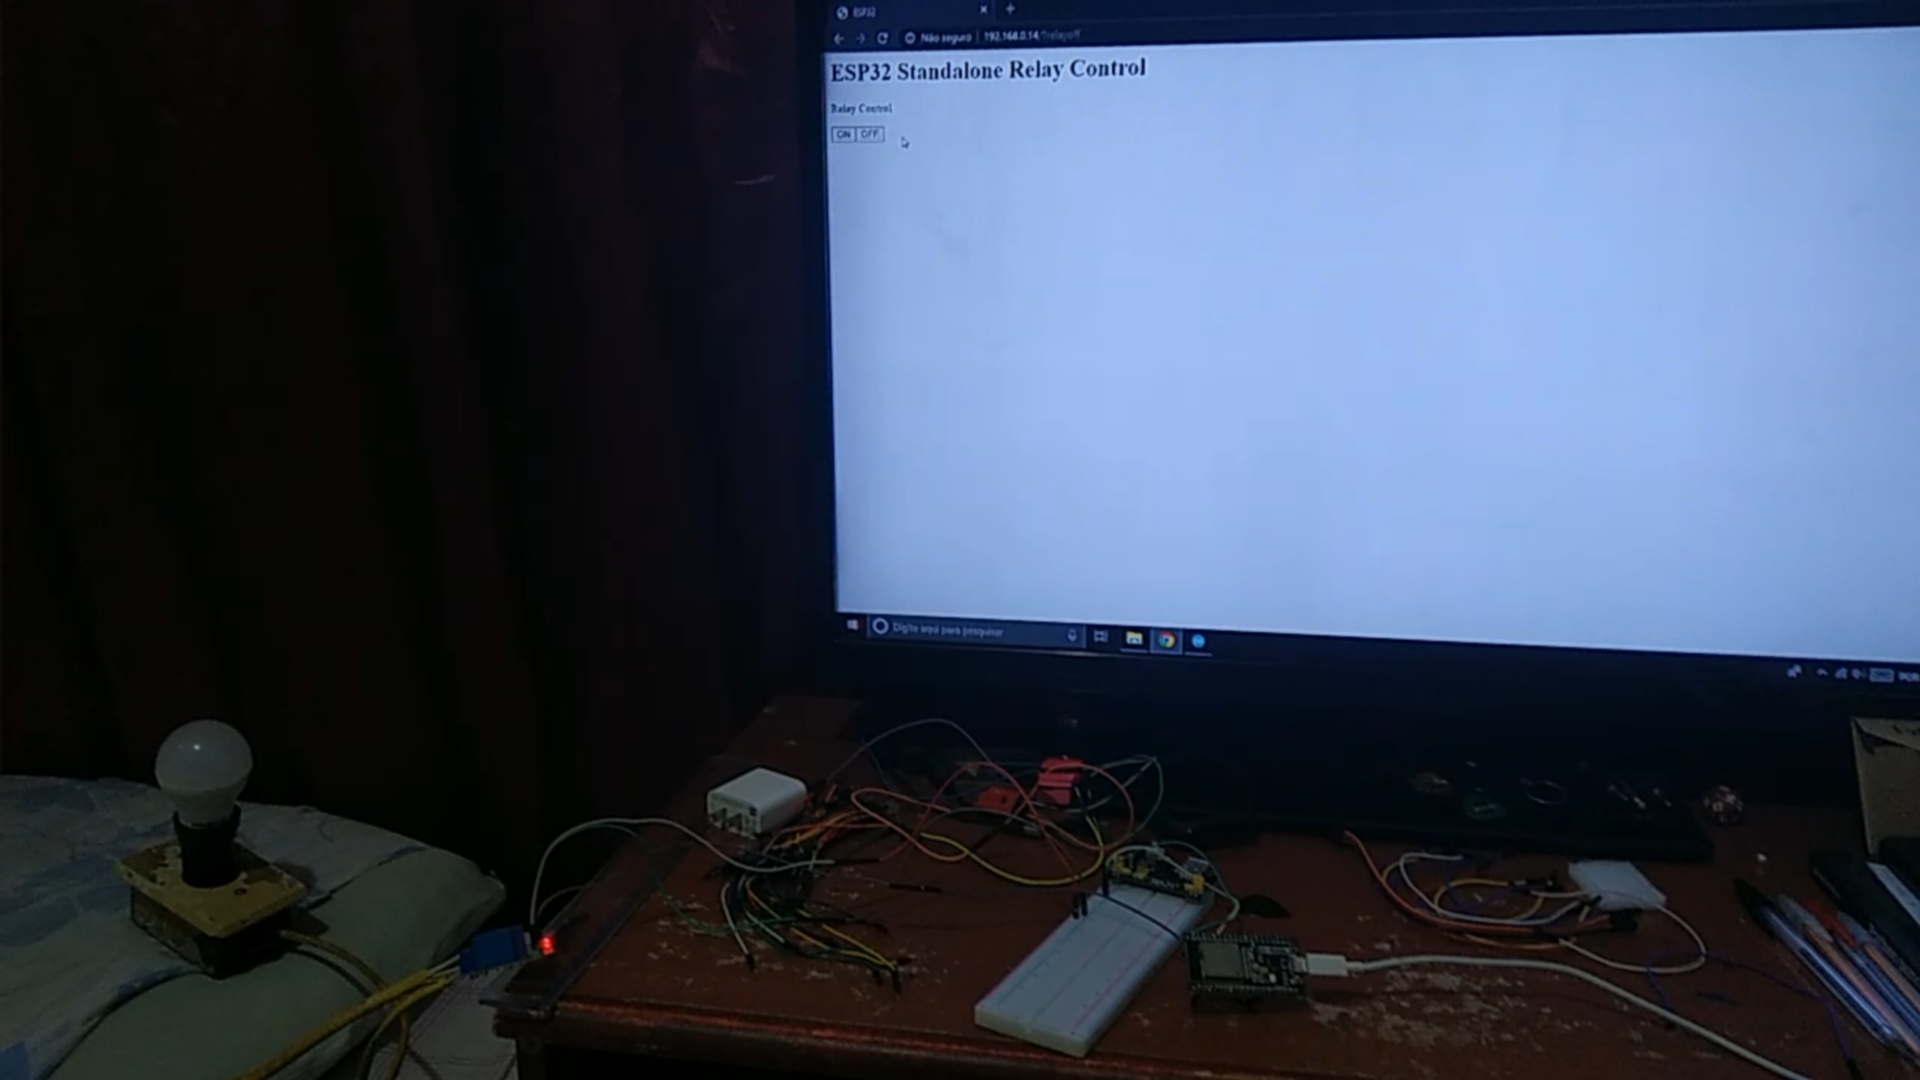 ESP32
Não seguro | 192.168.0.14/?relayoff
ESP32 Standalone Relay Control
Relay Control
ON OFF
Digite aqui para pesquisar